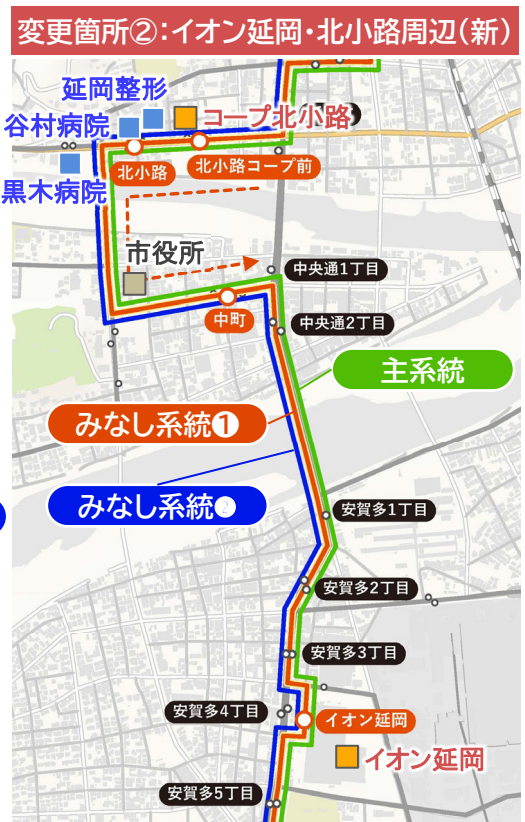 変更箇所②:イオン延岡・北小路周辺(新)
延岡整形
谷村病院
コープ北小路
黒木病院
北小路
北小路コープ前
市役所
中央通1丁目
中町
中央通2丁目
主系統
みなし系統❶
みなし系統❷
安賀多1丁目
安賀多2丁目
安賀多3丁目
安賀多4丁目
イオン延岡
イオン延岡
安賀多5丁目